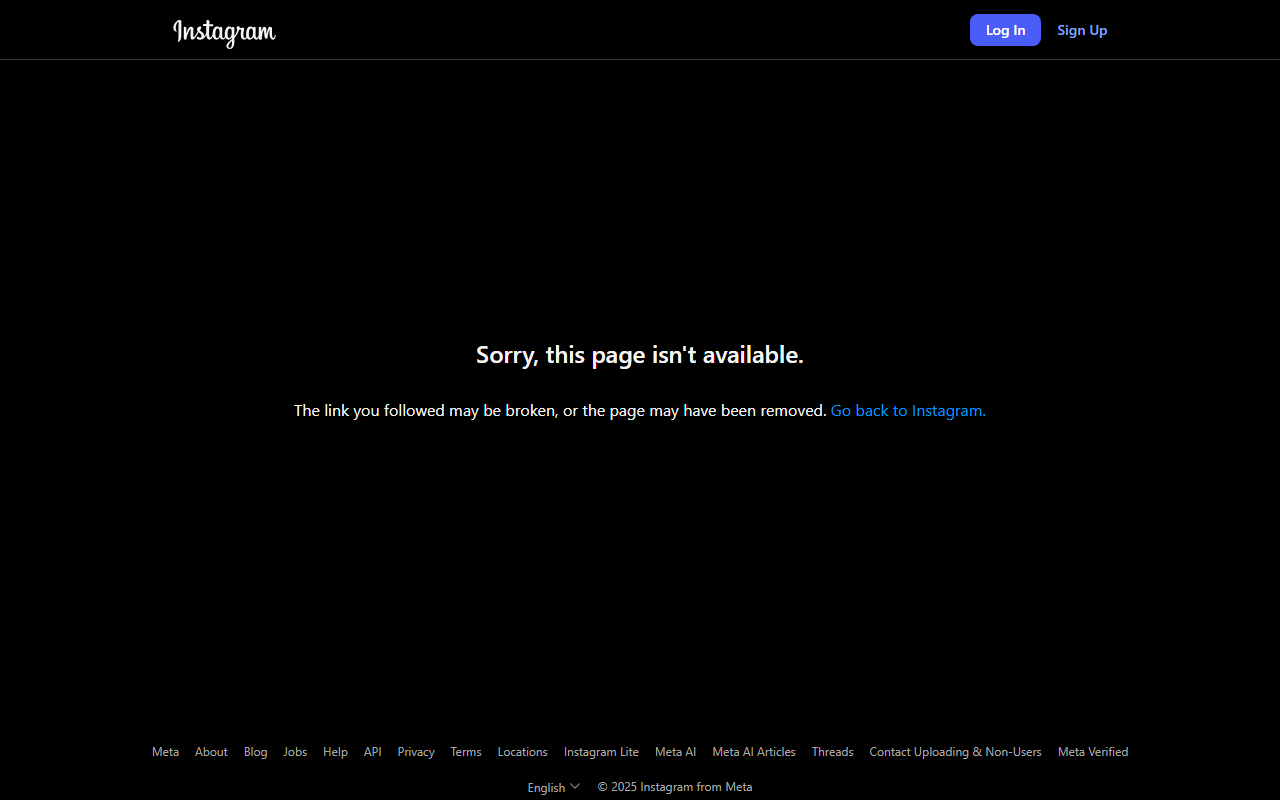 Instagram
Log In
Sign Up
Sorry, this page isn't available.
The link you followed may be broken, or the page may have been removed. Go back to Instagram.
Meta About Blog Jobs Help API Privacy Terms Locations Instagram Lite Meta AI Meta AI Articles Threads Contact Uploading & Non-Users Meta Verified
English © 2025 Instagram from Meta